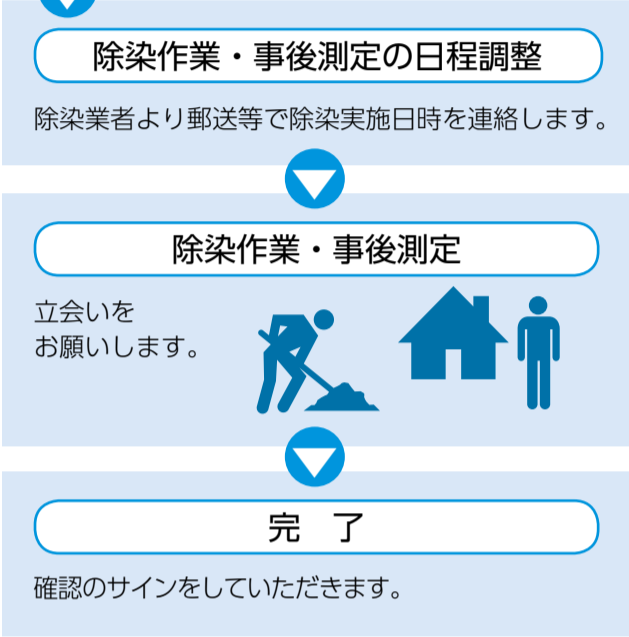 除染作業・事後測定の日程調整
除染業者より郵送等で除染実施日時を連絡します。
除染作業・事後測定
立会いを
お願いします。
完　了
確認のサインをしていただきます。